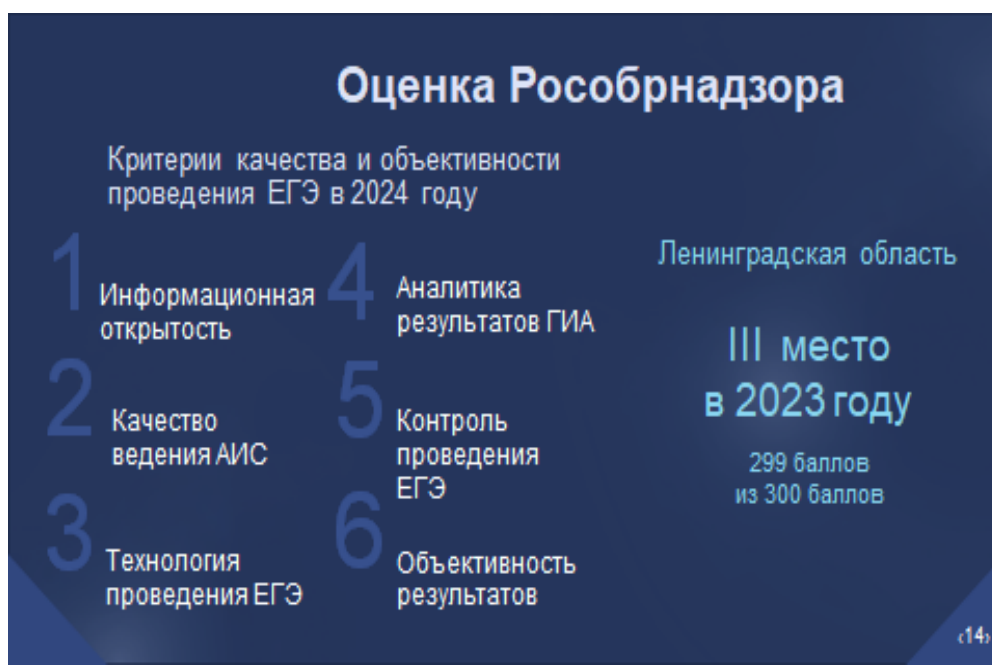 Оценка Рособрнадзора
Критерии качества и объективности
проведения ЕГЭ в 2024 году
1
Информационная
открытость
2
Качество
ведения АИС
3
Технология
проведения ЕГЭ
4
Аналитика
результатов ГИА
5
Контроль
проведения
ЕГЭ
6
Объективность
результатов
Ленинградская область
III место
в 2023 году
299 баллов
из 300 баллов
‹14›